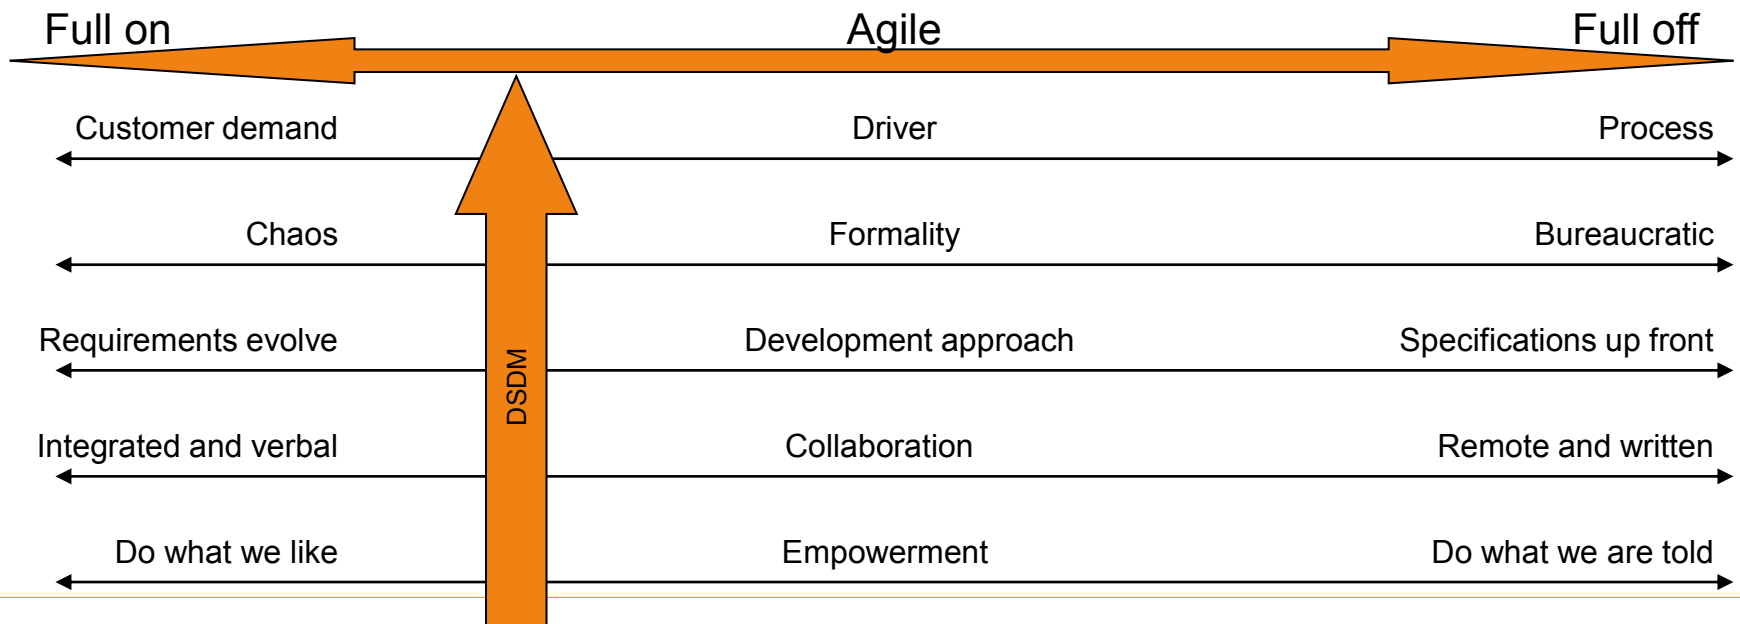 Full on Agile Full off
Customer demand Driver Process
Chaos Formality Bureaucratic
Requirements evolve Development approach Specifications up front
DSDM
Integrated and verbal Collaboration Remote and written
Do what we like Empowerment Do what we are told